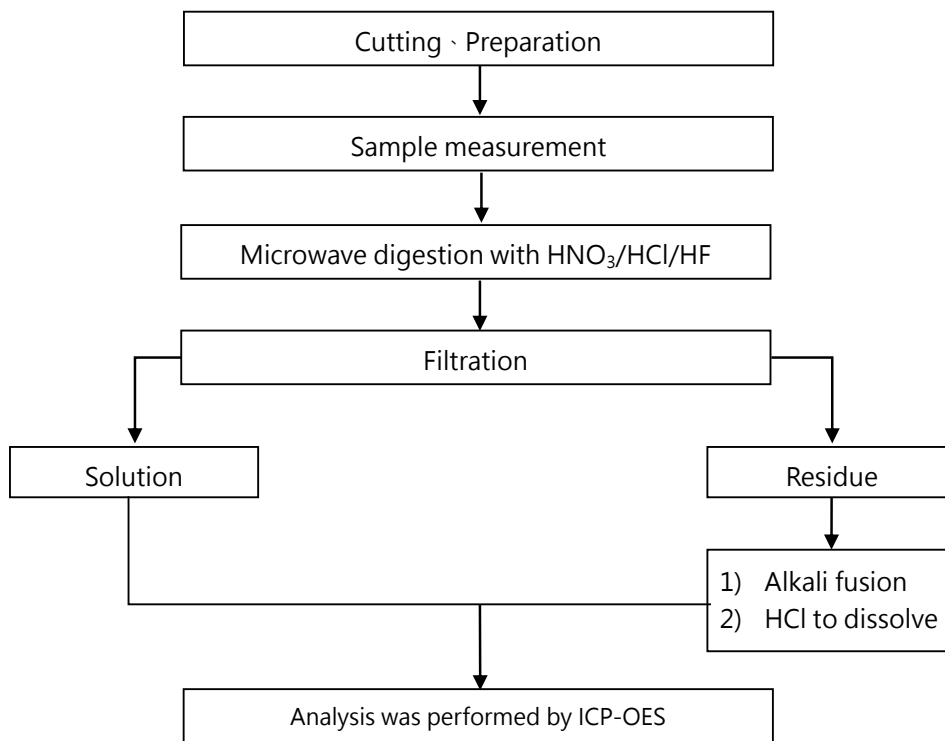 Cutting、Preparation
Sample measurement
Microwave digestion with HNO₃/HCl/HF
Filtration
Solution
Residue
1) Alkali fusion
2) HCl to dissolve
Analysis was performed by ICP-OES